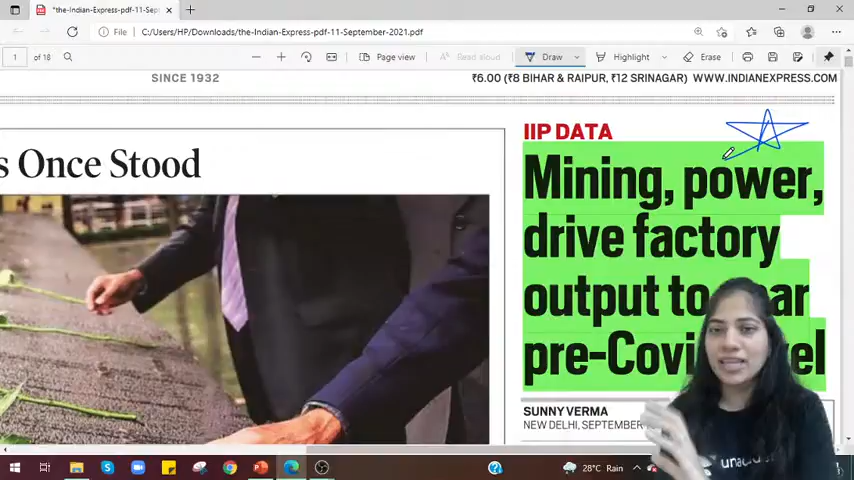 *the-Indian-Express-pdf-11-Sept
File
C:/Users/HP/Downloads/the-Indian-Express-pdf-11-September-2021.pdf
1 of 18
Page view
Read aloud
Draw
Highlight
Erase
SINCE 1932
₹6.00 (₹8 BIHAR & RAIPUR, ₹12 SRINAGAR) WWW.INDIANEXPRESS.COM
s Once Stood
IIP DATA
Mining, power,
drive factory
output to
pre-Covi
SUNNY VERMA
NEW DELHI, SEPTEMBER
28°C Rain